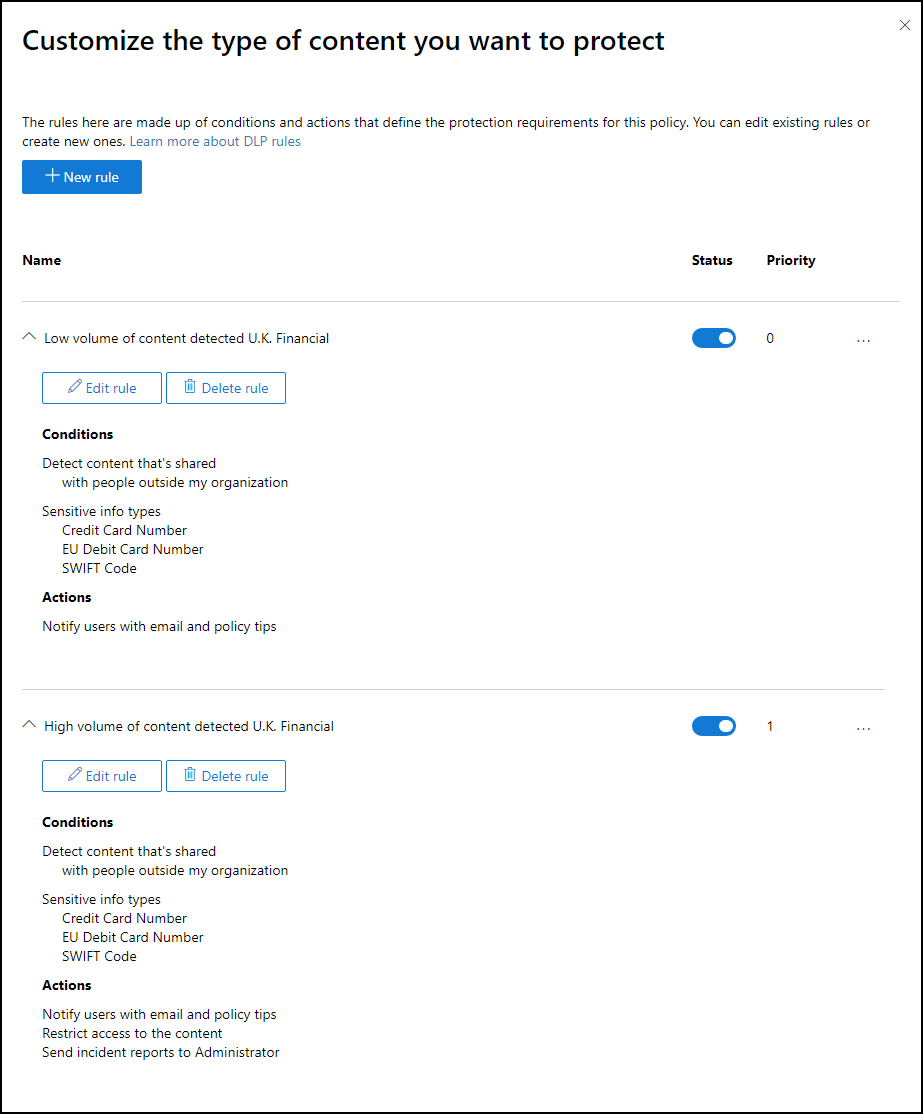 Customize the type of content you want to protect
The rules here are made up of conditions and actions that define the protection requirements for this policy. You can edit existing rules or
create new ones. Learn more about DLP rules
New rule
Name Status Priority
Low volume of content detected U.K. Financial 0 ...
Edit rule Delete rule
Conditions
Detect content that's shared
with people outside my organization
Sensitive info types
Credit Card Number
EU Debit Card Number
SWIFT Code
Actions
Notify users with email and policy tips
High volume of content detected U.K. Financial 1 ...
Edit rule Delete rule
Conditions
Detect content that's shared
with people outside my organization
Sensitive info types
Credit Card Number
EU Debit Card Number
SWIFT Code
Actions
Notify users with email and policy tips
Restrict access to the content
Send incident reports to Administrator